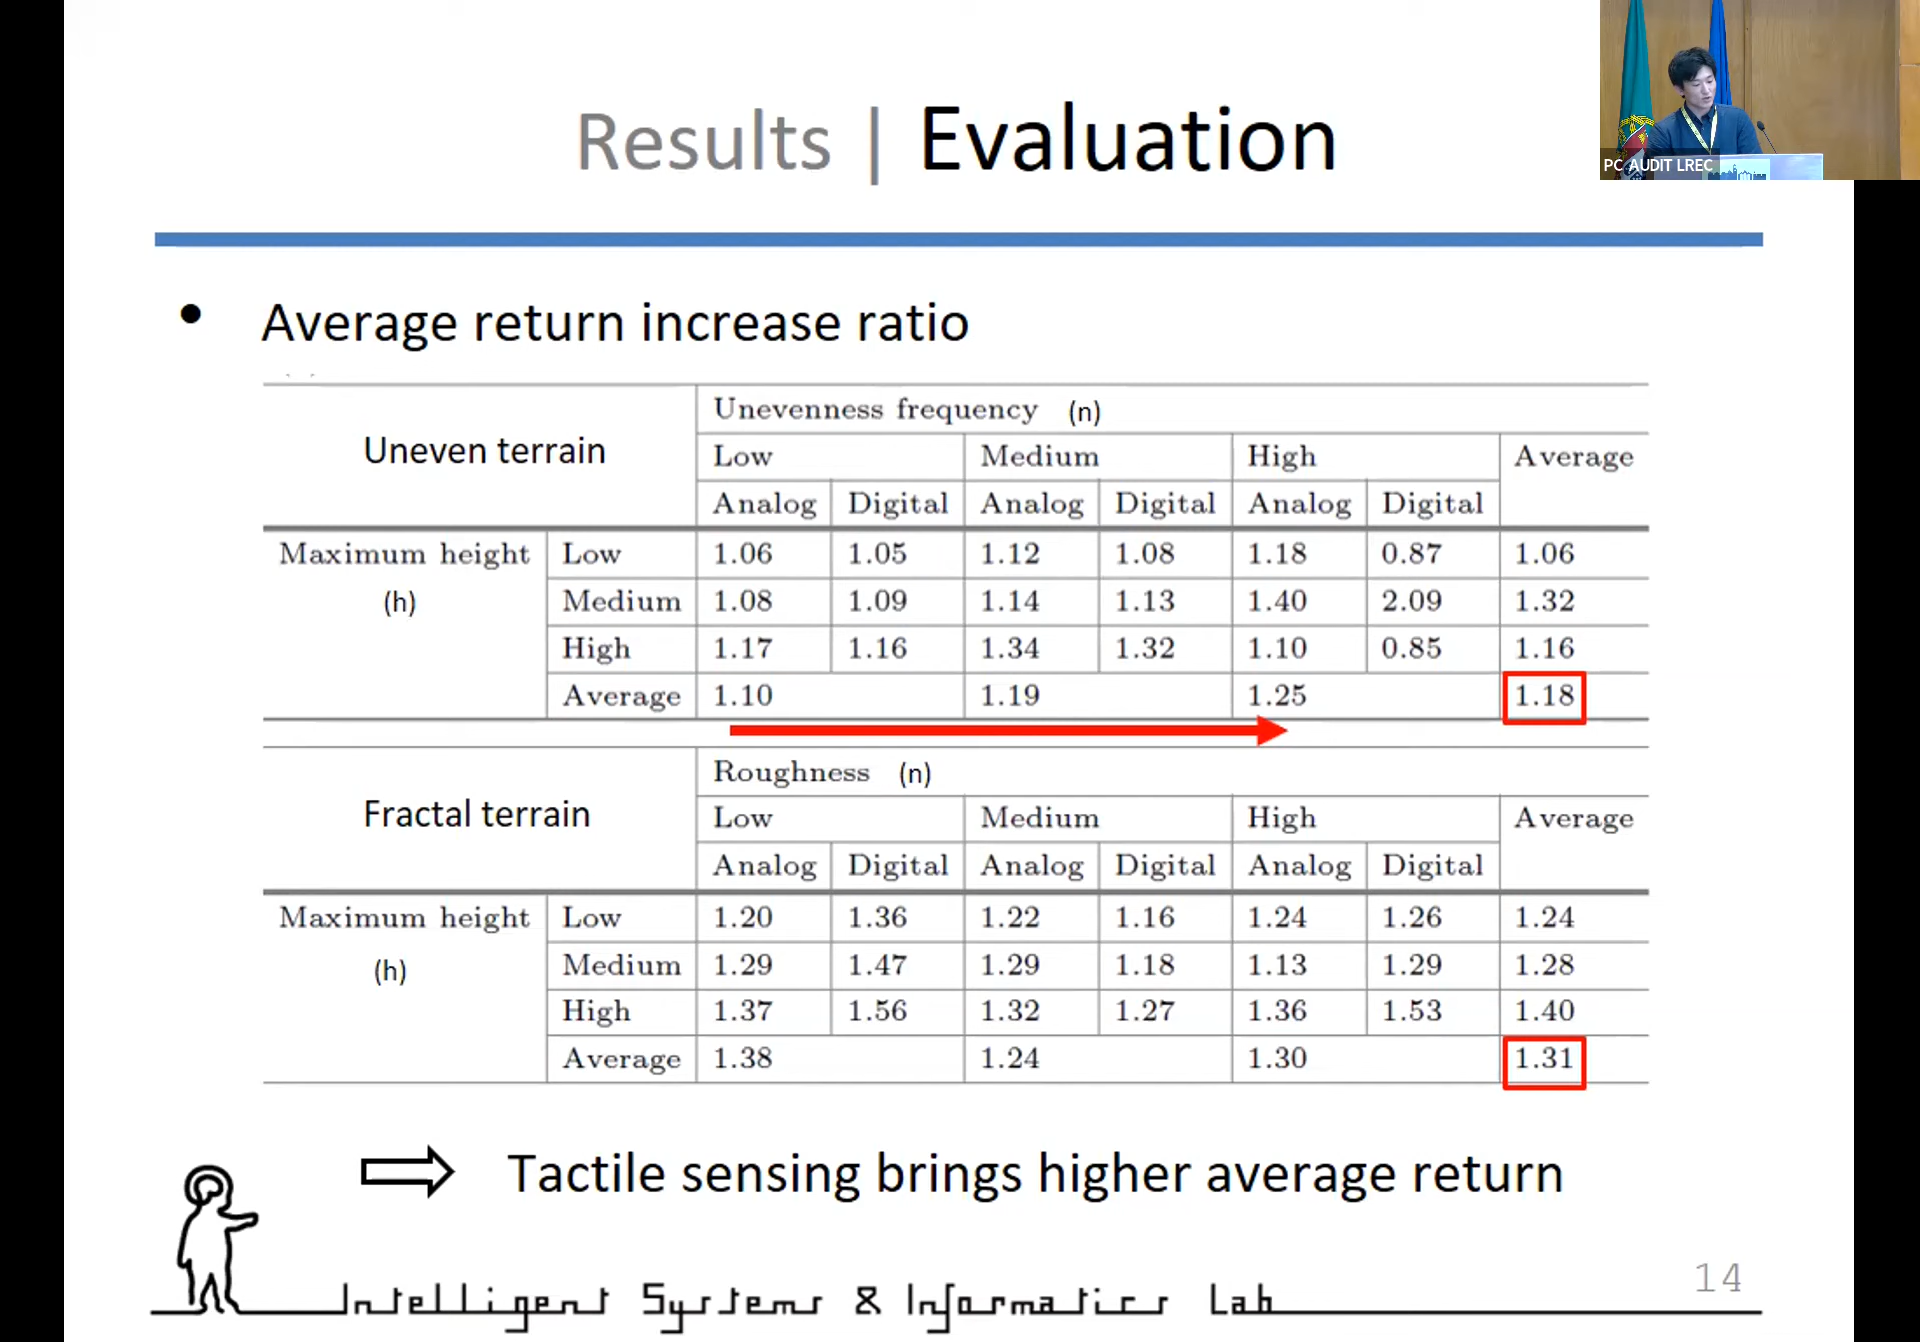 PC AUDIT LREC
Results | Evaluation
• Average return increase ratio
Uneven terrain
Unevenness frequency (n)
Low Medium High Average
Analog Digital Analog Digital Analog Digital
Maximum height Low 1.06 1.05 1.12 1.08 1.18 0.87 1.06
(h) Medium 1.08 1.09 1.14 1.13 1.40 2.09 1.32
High 1.17 1.16 1.34 1.32 1.10 0.85 1.16
Average 1.10 1.19 1.25 1.18
Fractal terrain
Roughness (n)
Low Medium High Average
Analog Digital Analog Digital Analog Digital
Maximum height Low 1.20 1.36 1.22 1.16 1.24 1.26 1.24
(h) Medium 1.29 1.47 1.29 1.18 1.13 1.29 1.28
High 1.37 1.56 1.32 1.27 1.36 1.53 1.40
Average 1.38 1.24 1.30 1.31
Tactile sensing brings higher average return
Intelligent Systems & Informatics Lab
14